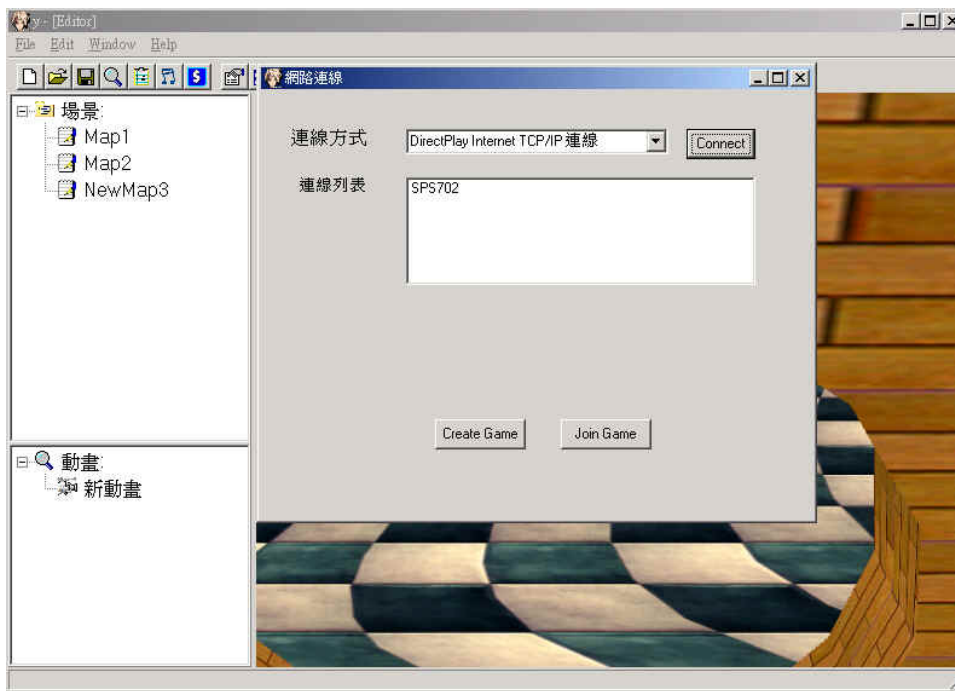 y - [Editor]
File Edit Window Help
場景:
Map1
Map2
NewMap3
動畫:
新動畫
網路連線
連線方式 DirectPlay Internet TCP/IP 連線 Connect
連線列表 SPS702
Create Game Join Game